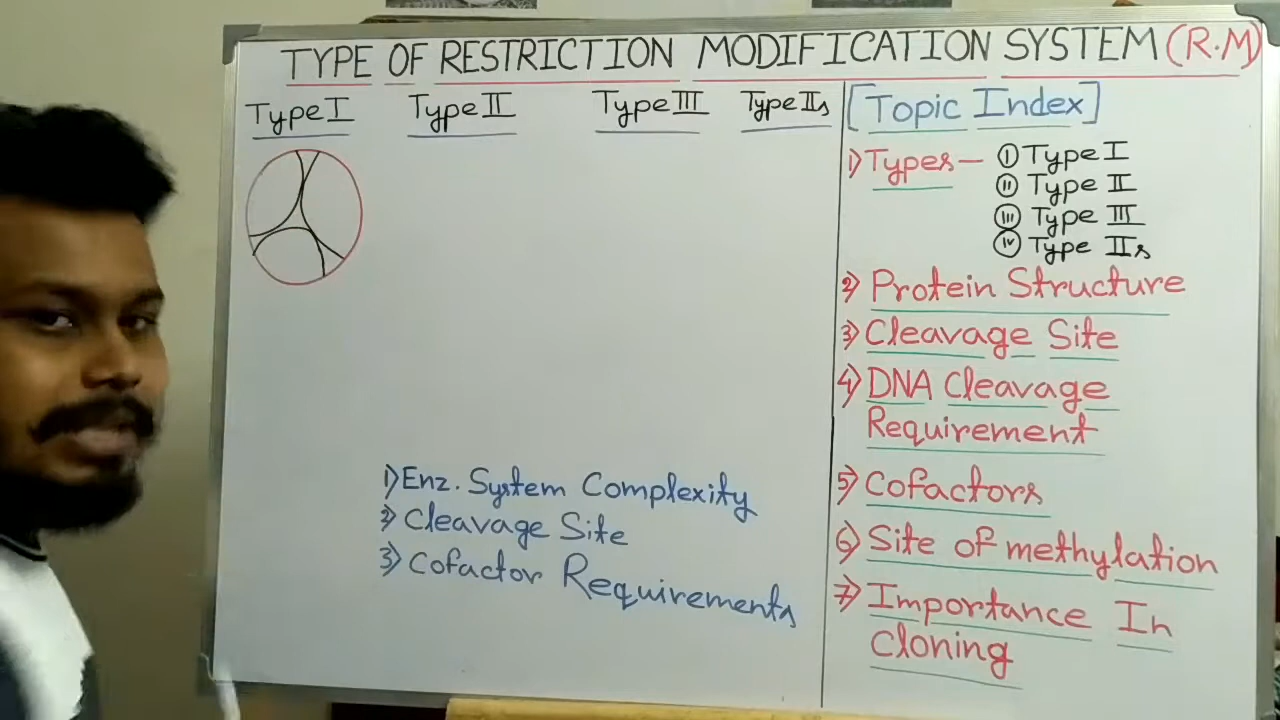 TYPE OF RESTRICTION MODIFICATION SYSTEM (R.M)
Type I Type II Type III Type IIs
[Topic Index]
1) Types— (I) Type I
(II) Type II
(III) Type III
(IV) Type IIs
2) Protein Structure
3) Cleavage Site
4) DNA Cleavage
Requirement
5) Cofactors
6) Site of methylation
7) Importance In
Cloning
1) Enz. System Complexity
2) Cleavage Site
3) Cofactor Requirements